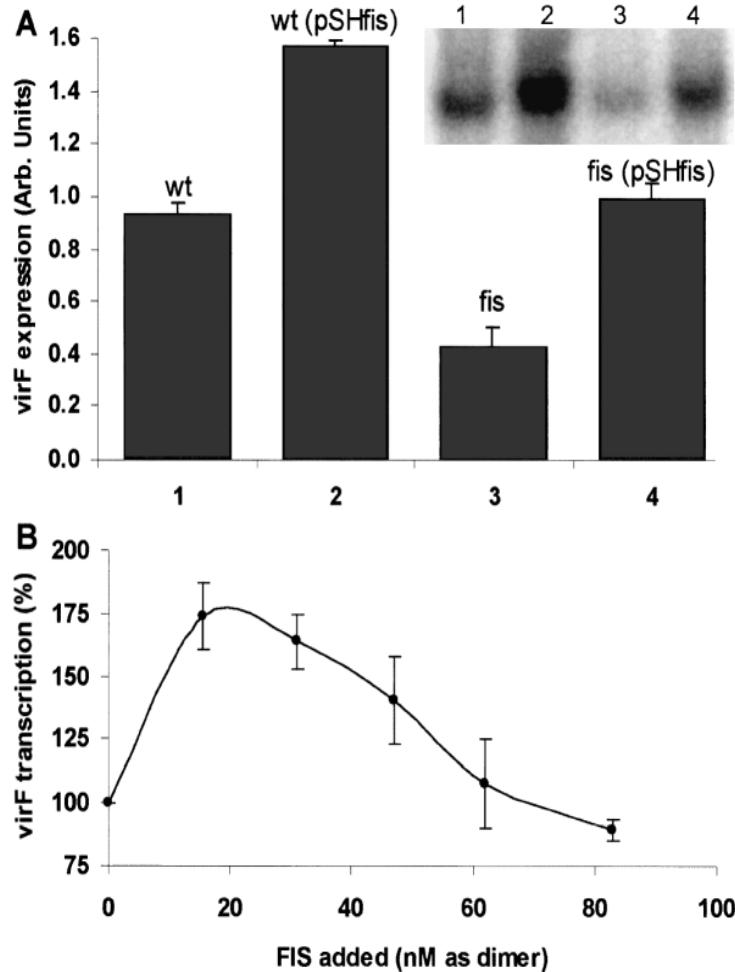 A
virF expression (Arb. Units)
1.6
1.4
1.2
1.0
0.8
0.6
0.4
0.2
0.0
wt
wt (pSHfis)
fis
fis (pSHfis)
1 2 3 4
1 2 3 4
B
virF transcription (%)
200
175
150
125
100
75
0 20 40 60 80 100
FIS added (nM as dimer)